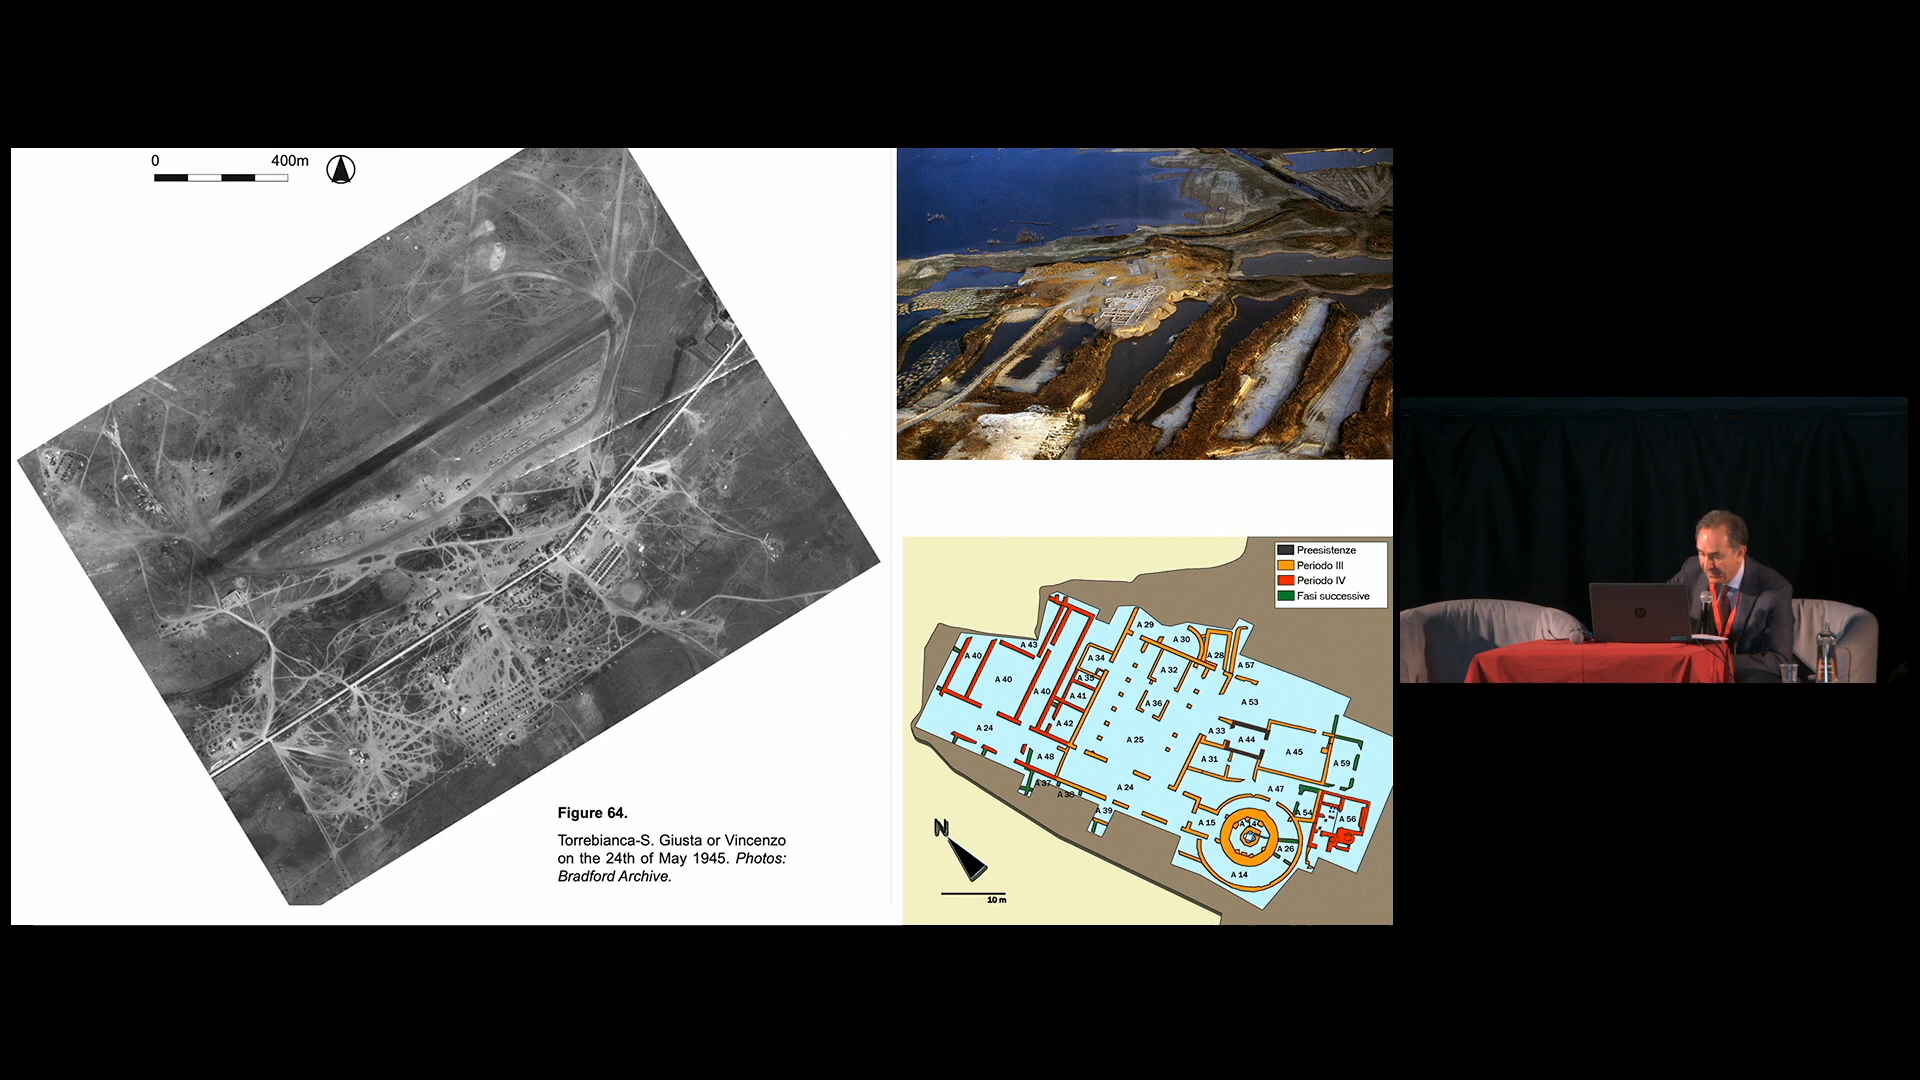 0 400m
Figure 64.
Torrebianca-S. Giusta or Vincenzo
on the 24th of May 1945. Photos:
Bradford Archive.
Preesistenze
Periodo III
Periodo IV
Fasi successive
A 29
A 30
A 28
A 57
A 43
A 40
A 34
A 32
A 35
A 40
A 40
A 41
A 36
A 53
A 42
A 24
A 33
A 44
A 25
A 45
A 48
A 31
A 59
A 37
A 38
A 24
A 47
A 39
A 54
A 15
A 56
A 26
A 14
N
10 m
hp